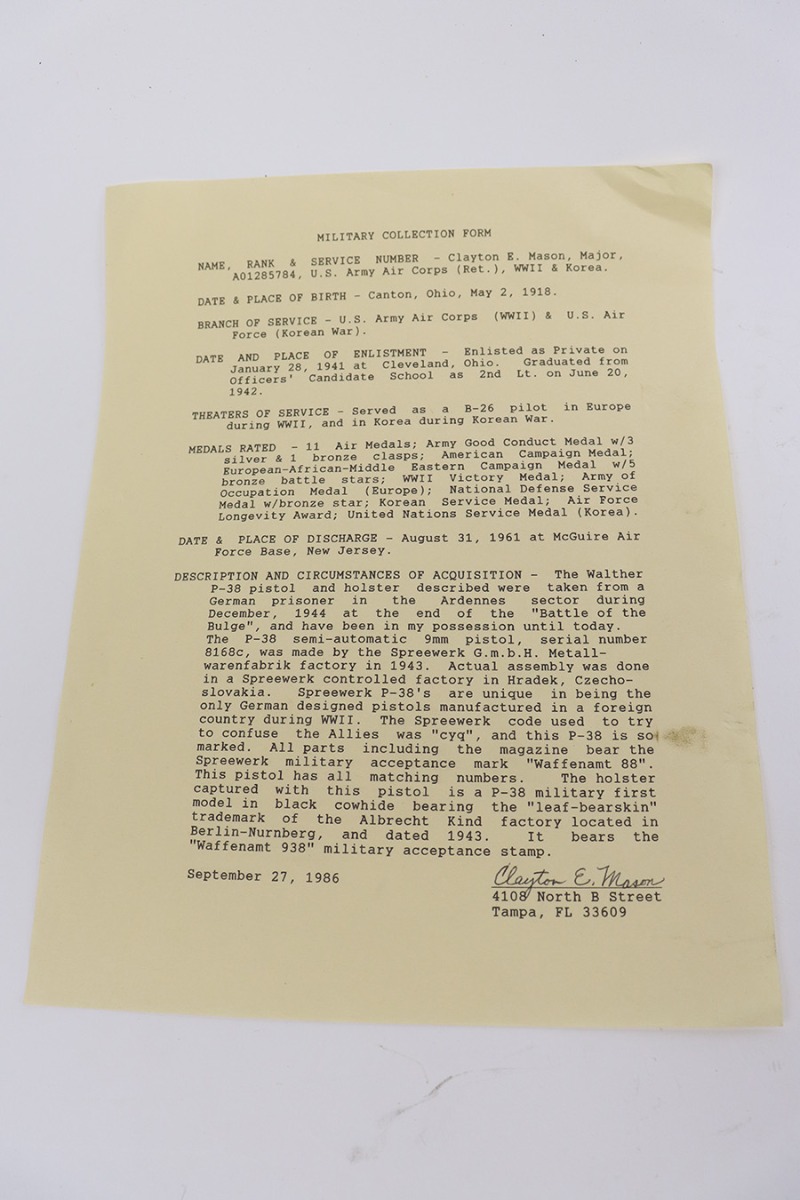 MILITARY COLLECTION FORM
NAME, RANK & SERVICE NUMBER - Clayton E. Mason, Major,
A01285784, U.S. Army Air Corps (Ret.), WWII & Korea.
DATE & PLACE OF BIRTH - Canton, Ohio, May 2, 1918.
BRANCH OF SERVICE - U.S. Army Air Corps (WWII) & U.S. Air
Force (Korean War).
DATE AND PLACE OF ENLISTMENT - Enlisted as Private on
January 28, 1941 at Cleveland, Ohio. Graduated from
Officers' Candidate School as 2nd Lt. on June 20,
1942.
THEATERS OF SERVICE - Served as a B-26 pilot in Europe
during WWII, and in Korea during Korean War.
MEDALS RATED - 11 Air Medals; Army Good Conduct Medal w/3
silver & 1 bronze clasps; American Campaign Medal;
European-African-Middle Eastern Campaign Medal w/5
bronze battle stars; WWII Victory Medal; Army of
Occupation Medal (Europe); National Defense Service
Medal w/bronze star; Korean Service Medal; Air Force
Longevity Award; United Nations Service Medal (Korea).
DATE & PLACE OF DISCHARGE - August 31, 1961 at McGuire Air
Force Base, New Jersey.
DESCRIPTION AND CIRCUMSTANCES OF ACQUISITION - The Walther
P-38 pistol and holster described were taken from a
German prisoner in the Ardennes sector during
December, 1944 at the end of the "Battle of the
Bulge", and have been in my possession until today.
The P-38 semi-automatic 9mm pistol, serial number
8168c, was made by the Spreewerk G.m.b.H. Metall-
warenfabrik factory in 1943. Actual assembly was done
in a Spreewerk controlled factory in Hradek, Czecho-
slovakia. Spreewerk P-38's are unique in being the
only German designed pistols manufactured in a foreign
country during WWII. The Spreewerk code used to try
to confuse the Allies was "cyq", and this P-38 is so
marked. All parts including the magazine bear the
Spreewerk military acceptance mark "Waffenamt 88".
This pistol has all matching numbers. The holster
captured with this pistol is a P-38 military first
model in black cowhide bearing the "leaf-bearskin"
trademark of the Albrecht Kind factory located in
Berlin-Nurnberg, and dated 1943. It bears the
"Waffenamt 938" military acceptance stamp.
September 27, 1986
Clayton E. Mason
4108 North B Street
Tampa, FL 33609